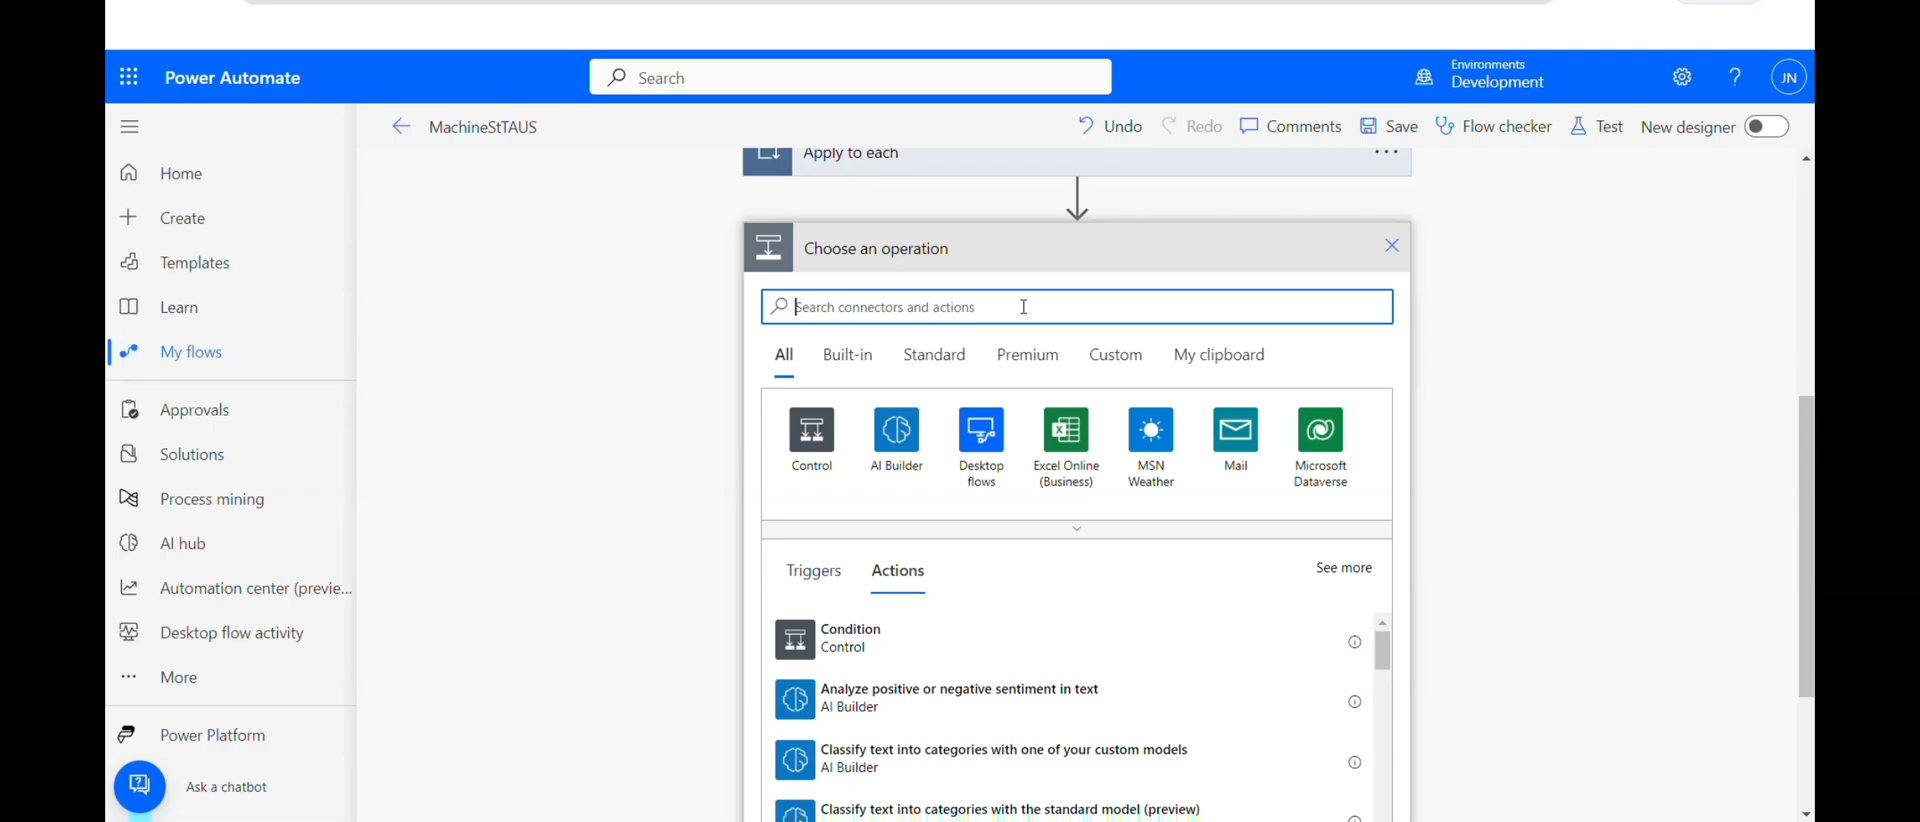 Power Automate
Search
Environments
Development
JN
MachineStTAUS
Undo
Redo
Comments
Save
Flow checker
Test
New designer
Home
Create
Templates
Learn
My flows
Approvals
Solutions
Process mining
AI hub
Automation center (previe...
Desktop flow activity
More
Power Platform
Ask a chatbot
Apply to each
Choose an operation
Search connectors and actions
All
Built-in
Standard
Premium
Custom
My clipboard
Control
AI Builder
Desktop
flows
Excel Online
(Business)
MSN
Weather
Mail
Microsoft
Dataverse
Triggers
Actions
See more
Condition
Control
Analyze positive or negative sentiment in text
AI Builder
Classify text into categories with one of your custom models
AI Builder
Classify text into categories with the standard model (preview)